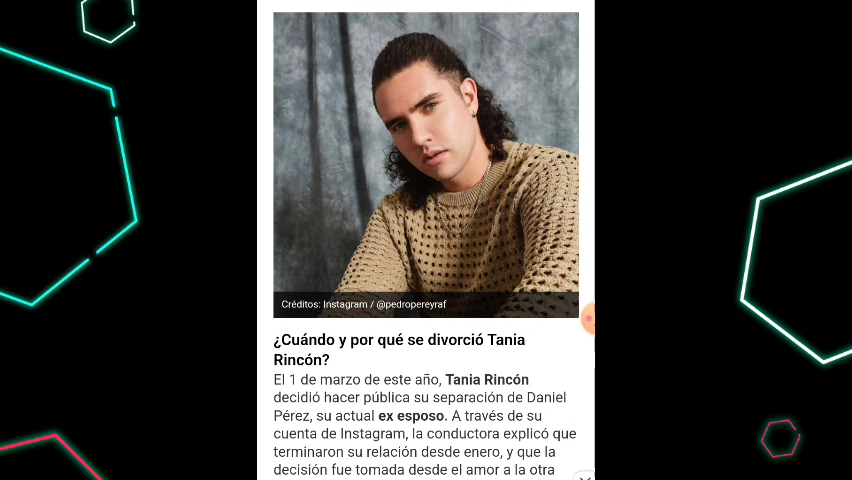 Créditos: Instagram / @pedropereyraf
¿Cuándo y por qué se divorció Tania
Rincón?
El 1 de marzo de este año, Tania Rincón
decidió hacer pública su separación de Daniel
Pérez, su actual ex esposo. A través de su
cuenta de Instagram, la conductora explicó que
terminaron su relación desde enero, y que la
decisión fue tomada desde el amor a la otra